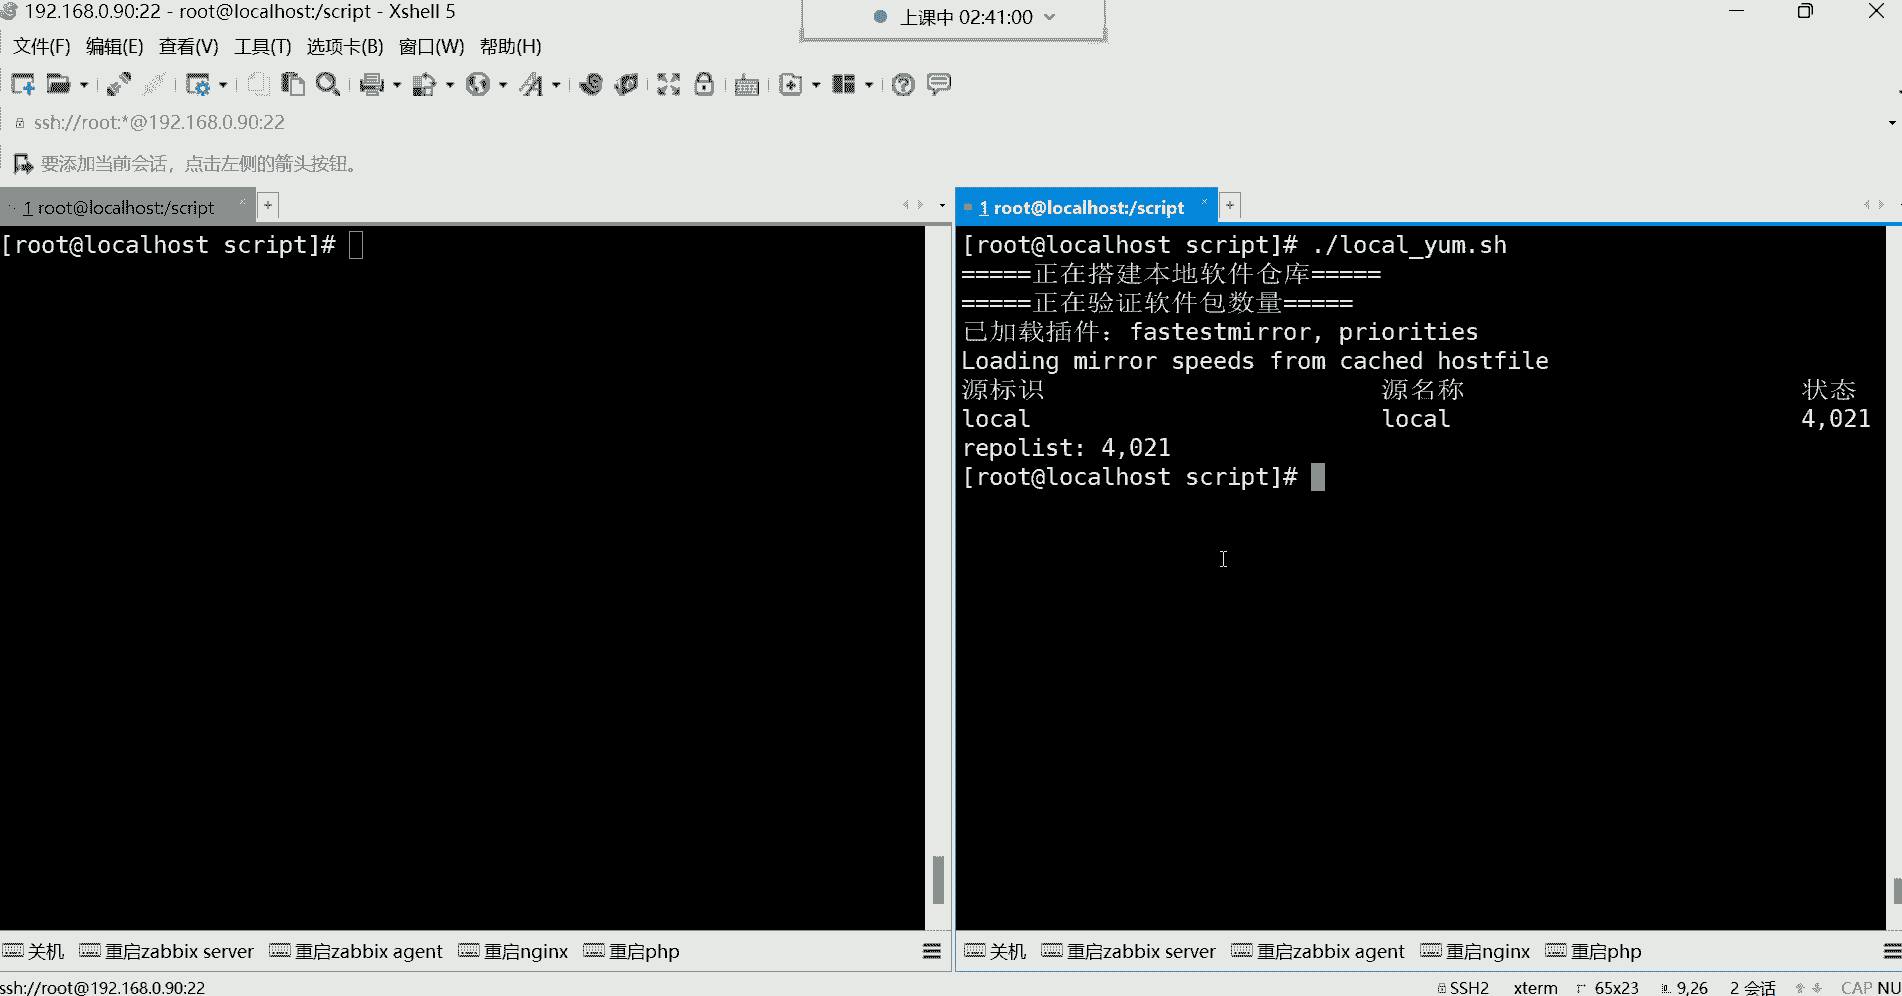 192.168.0.90:22 - root@localhost:/script - Xshell 5
上课中 02:41:00
文件(F) 编辑(E) 查看(V) 工具(T) 选项卡(B) 窗口(W) 帮助(H)
ssh://root:*@192.168.0.90:22
要添加当前会话，点击左侧的箭头按钮。
1 root@localhost:/script
[root@localhost script]#
1 root@localhost:/script
[root@localhost script]# ./local_yum.sh
=====正在搭建本地软件仓库=====
=====正在验证软件包数量=====
已加载插件：fastestmirror, priorities
Loading mirror speeds from cached hostfile
源标识 源名称 状态
local local 4,021
repolist: 4,021
[root@localhost script]#
关机 重启zabbix server 重启zabbix agent 重启nginx 重启php
关机 重启zabbix server 重启zabbix agent 重启nginx 重启php
ssh://root@192.168.0.90:22 SSH2 xterm 65x23 9,26 2 会话 CAP NU